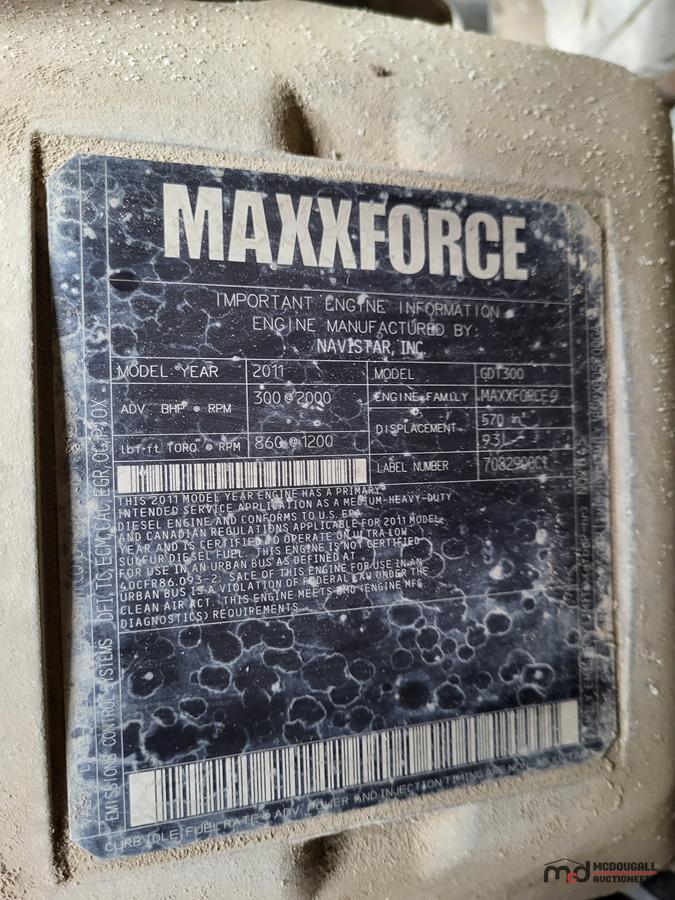 MAXXFORCE
IMPORTANT ENGINE INFORMATION
ENGINE MANUFACTURED BY:
NAVISTAR, INC
MODEL YEAR 2011
ADV BHP @ RPM 300 @ 2000
lbf-ft TORQ @ RPM 860 @ 1200
MODEL GDT300
ENGINE FAMILY MAXXFORCE 9
DISPLACEMENT 570 in³
9.3L
LABEL NUMBER 7082900C1
THIS 2011 MODEL YEAR ENGINE HAS A PRIMARY
INTENDED SERVICE APPLICATION AS A MEDIUM-HEAVY-DUTY
DIESEL ENGINE AND CONFORMS TO U.S. EPA
AND CANADIAN REGULATIONS APPLICABLE FOR 2011 MODEL
YEAR AND IS CERTIFIED TO OPERATE ON ULTRA LOW
SULFUR DIESEL FUEL. THIS ENGINE IS NOT CERTIFIED
FOR USE IN AN URBAN BUS AS DEFINED AT
40CFR86.093-2. SALE OF THIS ENGINE FOR USE IN AN
URBAN BUS IS A VIOLATION OF FEDERAL LAW UNDER THE
CLEAN AIR ACT. THIS ENGINE MEETS EMD (ENGINE MFG
DIAGNOSTICS) REQUIREMENTS.
EMISSIONS CONTROL SYSTEMS DFI, TC, ECM, CAC, EGR, OC, PTOX
CURB IDLE, FUEL RATE @ ADV. POWER AND INJECTION TIMING ARE NON-
mcd MCDOUGALL
AUCTIONEERS